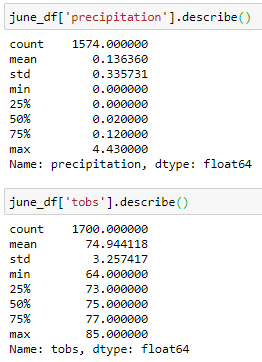 june_df['precipitation'].describe()
count    1574.000000
mean        0.136360
std         0.335731
min         0.000000
25%         0.000000
50%         0.020000
75%         0.120000
max         4.430000
Name: precipitation, dtype: float64
june_df['tobs'].describe()
count    1700.000000
mean       74.944118
std         3.257417
min        64.000000
25%        73.000000
50%        75.000000
75%        77.000000
max        85.000000
Name: tobs, dtype: float64